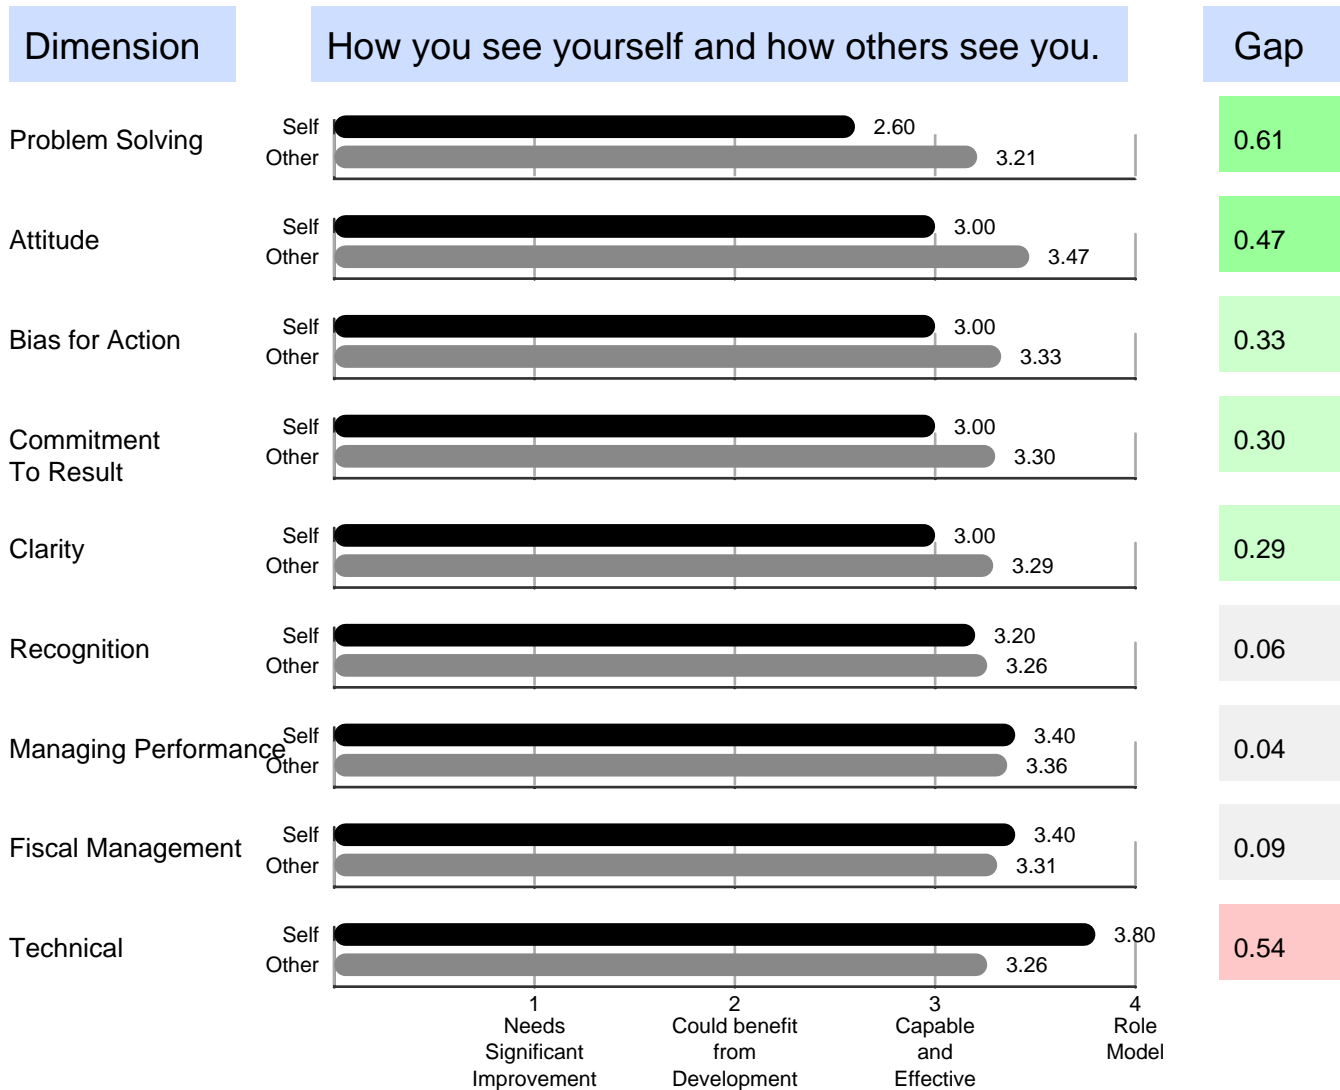 Dimension
How you see yourself and how others see you.
Gap
Problem Solving
Self
2.60
Other
3.21
0.61
Attitude
Self
3.00
Other
3.47
0.47
Bias for Action
Self
3.00
Other
3.33
0.33
Commitment
To Result
Self
3.00
Other
3.30
0.30
Clarity
Self
3.00
Other
3.29
0.29
Recognition
Self
3.20
Other
3.26
0.06
Managing Performance
Self
3.40
Other
3.36
0.04
Fiscal Management
Self
3.40
Other
3.31
0.09
Technical
Self
3.80
Other
3.26
0.54
1
Needs
Significant
Improvement
2
Could benefit
from
Development
3
Capable
and
Effective
4
Role
Model